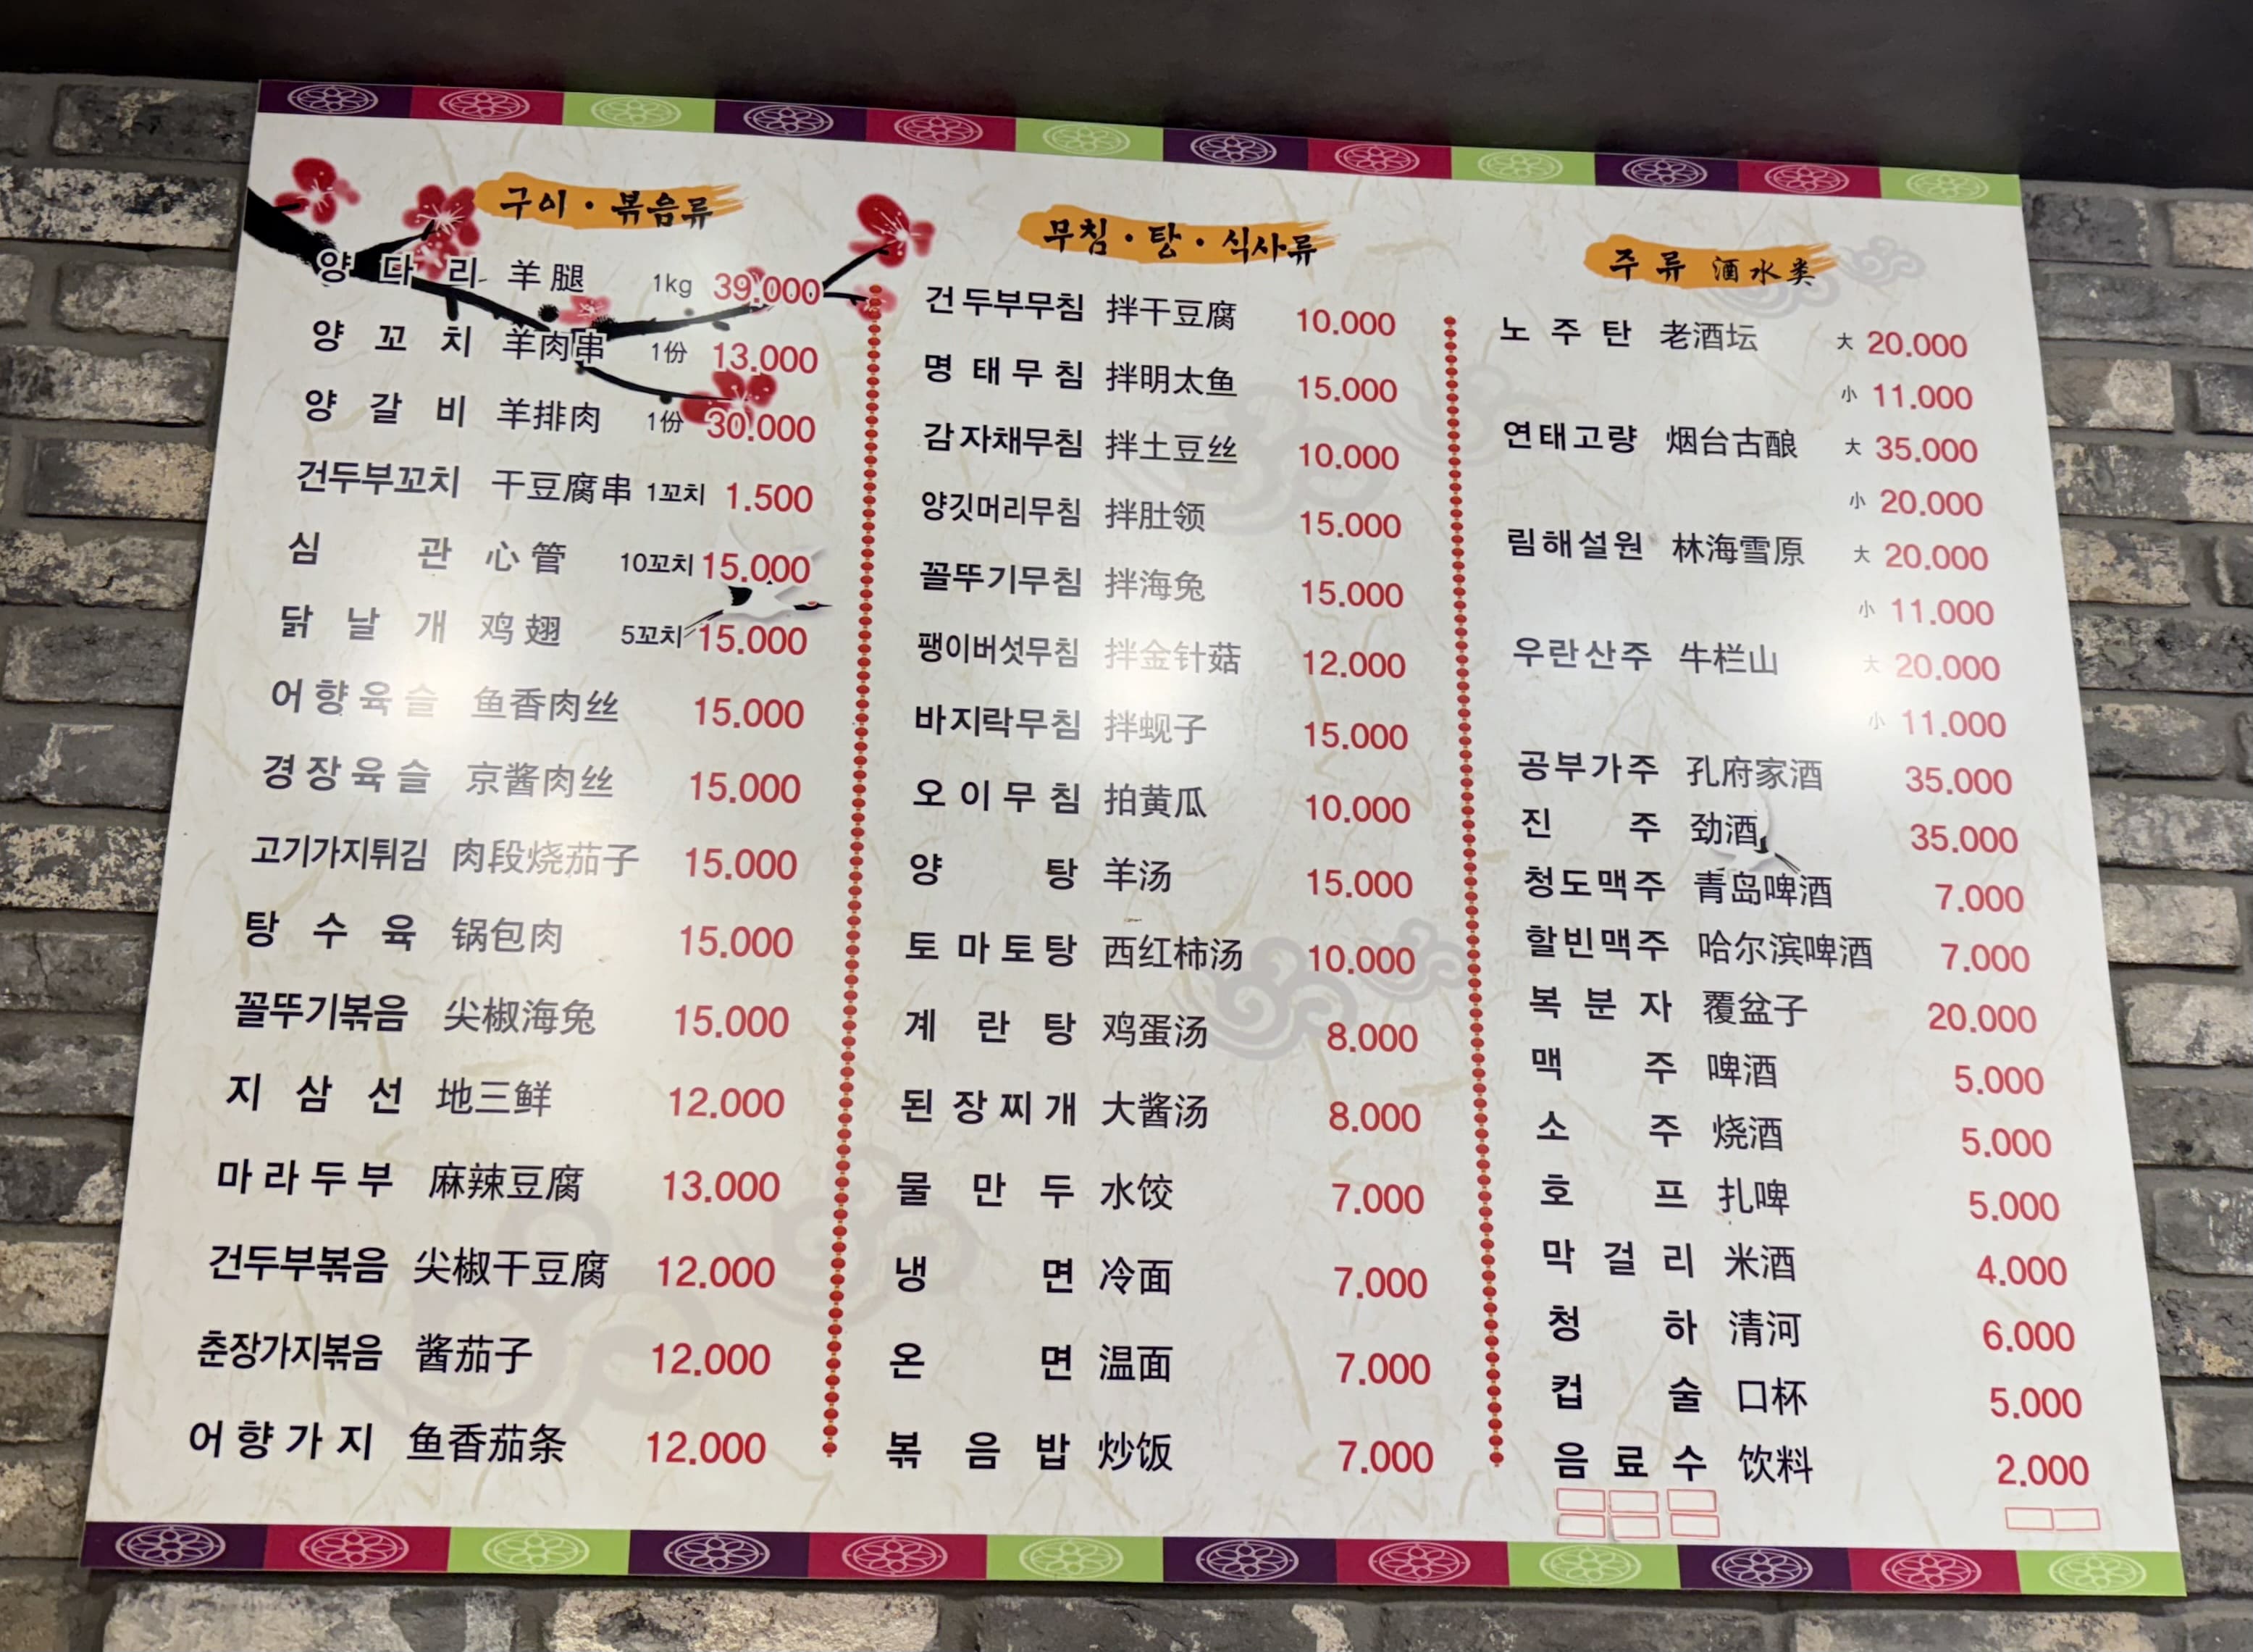 구이·볶음류
양다리 羊腿 1kg 39.000
양꼬치 羊肉串 1份 13.000
양갈비 羊排肉 1份 30.000
건두부꼬치 干豆腐串 1꼬치 1.500
심관 心管 10꼬치 15.000
닭날개 鸡翅 5꼬치 15.000
어향육슬 鱼香肉丝 15.000
경장육슬 京酱肉丝 15.000
고기가지튀김 肉段烧茄子 15.000
탕수육 锅包肉 15.000
꼴뚜기볶음 尖椒海兔 15.000
지삼선 地三鲜 12.000
마라두부 麻辣豆腐 13.000
건두부볶음 尖椒干豆腐 12.000
춘장가지볶음 酱茄子 12.000
어향가지 鱼香茄条 12.000
무침·탕·식사류
건두부무침 拌干豆腐 10.000
명태무침 拌明太鱼 15.000
감자채무침 拌土豆丝 10.000
양깃머리무침 拌肚领 15.000
꼴뚜기무침 拌海兔 15.000
팽이버섯무침 拌金针菇 12.000
바지락무침 拌蚬子 15.000
오이무침 拍黄瓜 10.000
양탕 羊汤 15.000
토마토탕 西红柿汤 10.000
계란탕 鸡蛋汤 8.000
된장찌개 大酱汤 8.000
물만두 水饺 7.000
냉면 冷面 7.000
온면 温面 7.000
볶음밥 炒饭 7.000
주류 酒水类
노주탄 老酒坛 大 20.000
小 11.000
연태고량 烟台古酿 大 35.000
小 20.000
림해설원 林海雪原 大 20.000
小 11.000
우란산주 牛栏山 大 20.000
小 11.000
공부가주 孔府家酒 35.000
진주 劲酒 35.000
청도맥주 青岛啤酒 7.000
할빈맥주 哈尔滨啤酒 7.000
복분자 覆盆子 20.000
맥주 啤酒 5.000
소주 烧酒 5.000
호프 扎啤 5.000
막걸리 米酒 4.000
청하 清河 6.000
컵술 口杯 5.000
음료수 饮料 2.000